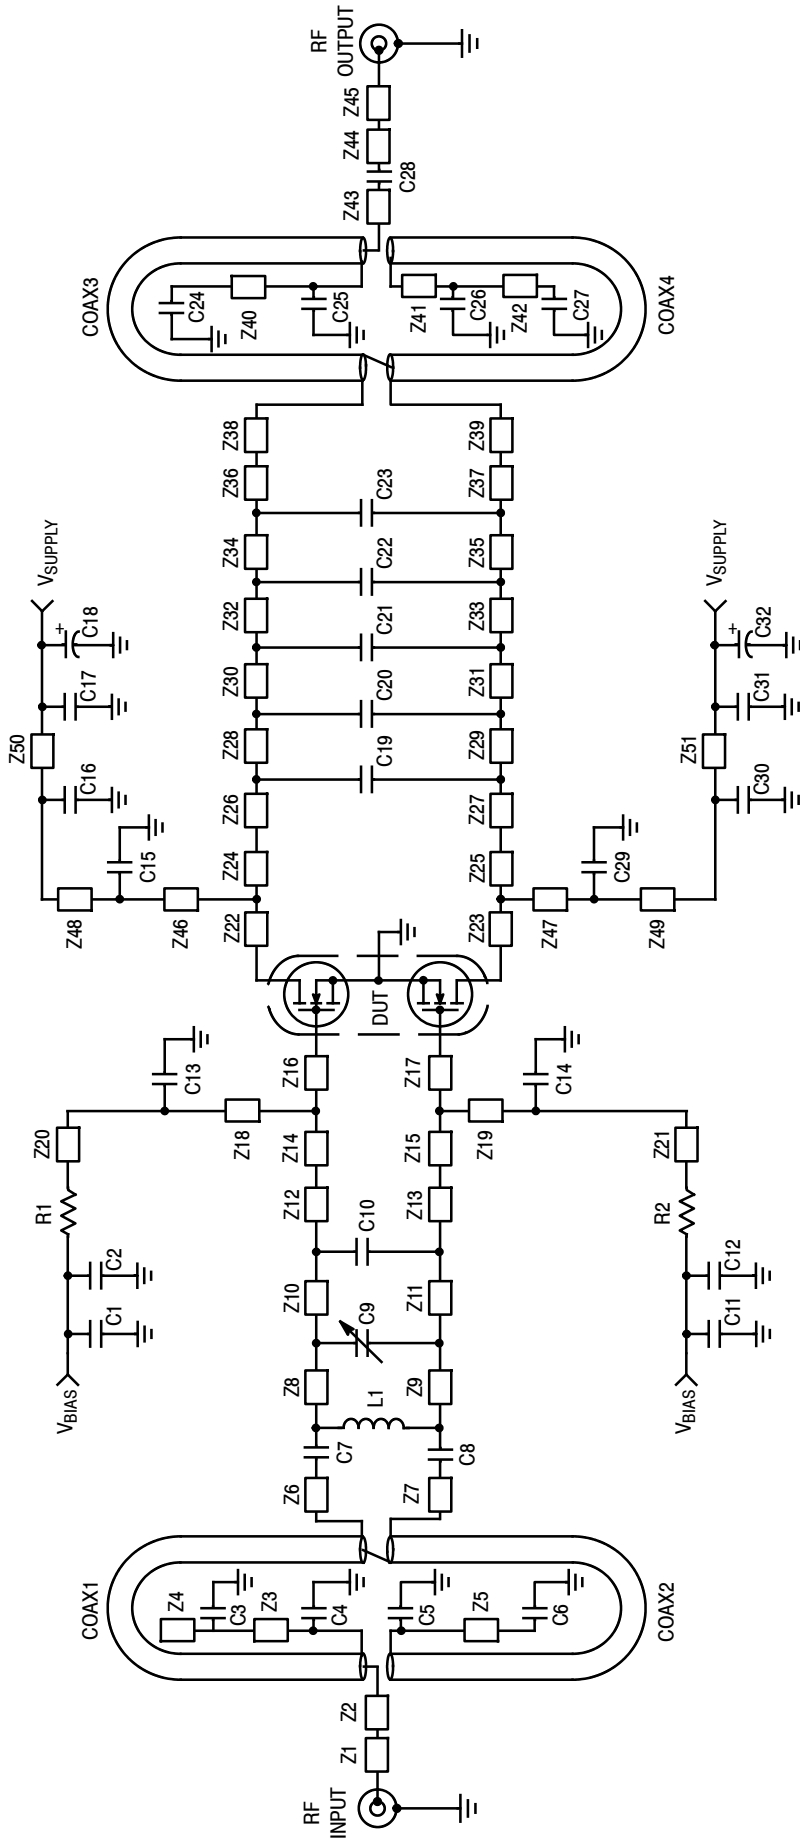 RF
INPUT
Z1
Z2
COAX1
Z4
C3
Z3
C4
C5
Z5
C6
COAX2
Z6
C7
Z7
C8
L1
Z8
Z9
C9
Z10
Z11
C10
Z12
Z13
Z14
Z15
Z16
Z17
VBIAS
C1
C2
R1
Z20
C13
Z18
VBIAS
C11
C12
R2
Z21
C14
Z19
DUT
Z22
Z23
Z46
C15
Z48
C16
Z50
C17
+
C18
VSUPPLY
Z47
C29
Z49
C30
Z51
C31
+
C32
VSUPPLY
Z24
Z25
Z26
Z27
C19
Z28
Z29
C20
Z30
Z31
C21
Z32
Z33
C22
Z34
Z35
C23
Z36
Z37
Z38
Z39
COAX3
C24
Z40
C25
Z41
C26
Z42
C27
COAX4
Z43
C28
Z44
Z45
RF
OUTPUT